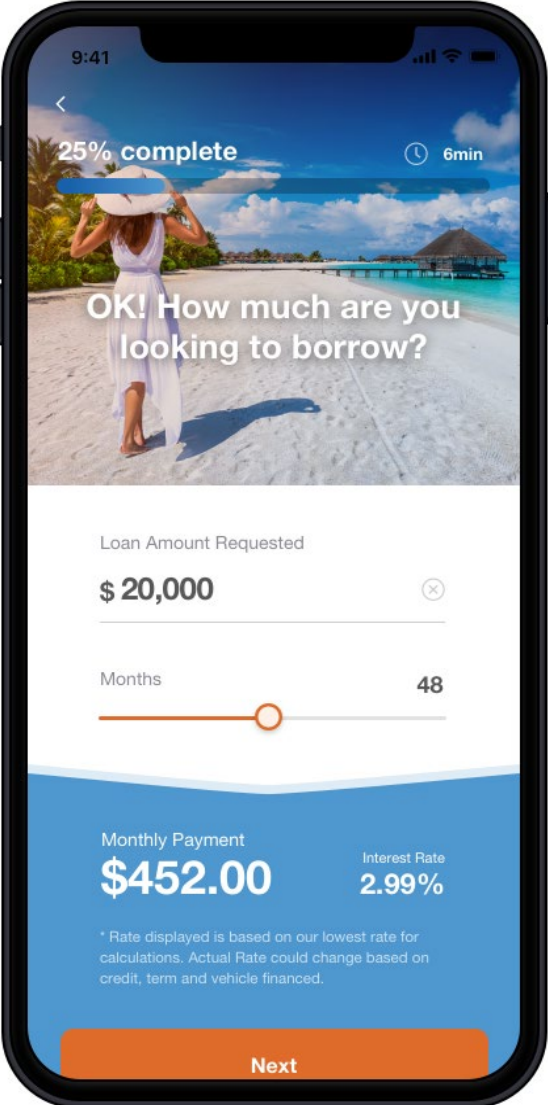 9:41
25% complete
6min
OK! How much are you
looking to borrow?
Loan Amount Requested
$ 20,000
Months
48
Monthly Payment
$452.00
Interest Rate
2.99%
* Rate displayed is based on our lowest rate for
calculations. Actual Rate could change based on
credit, term and vehicle financed.
Next